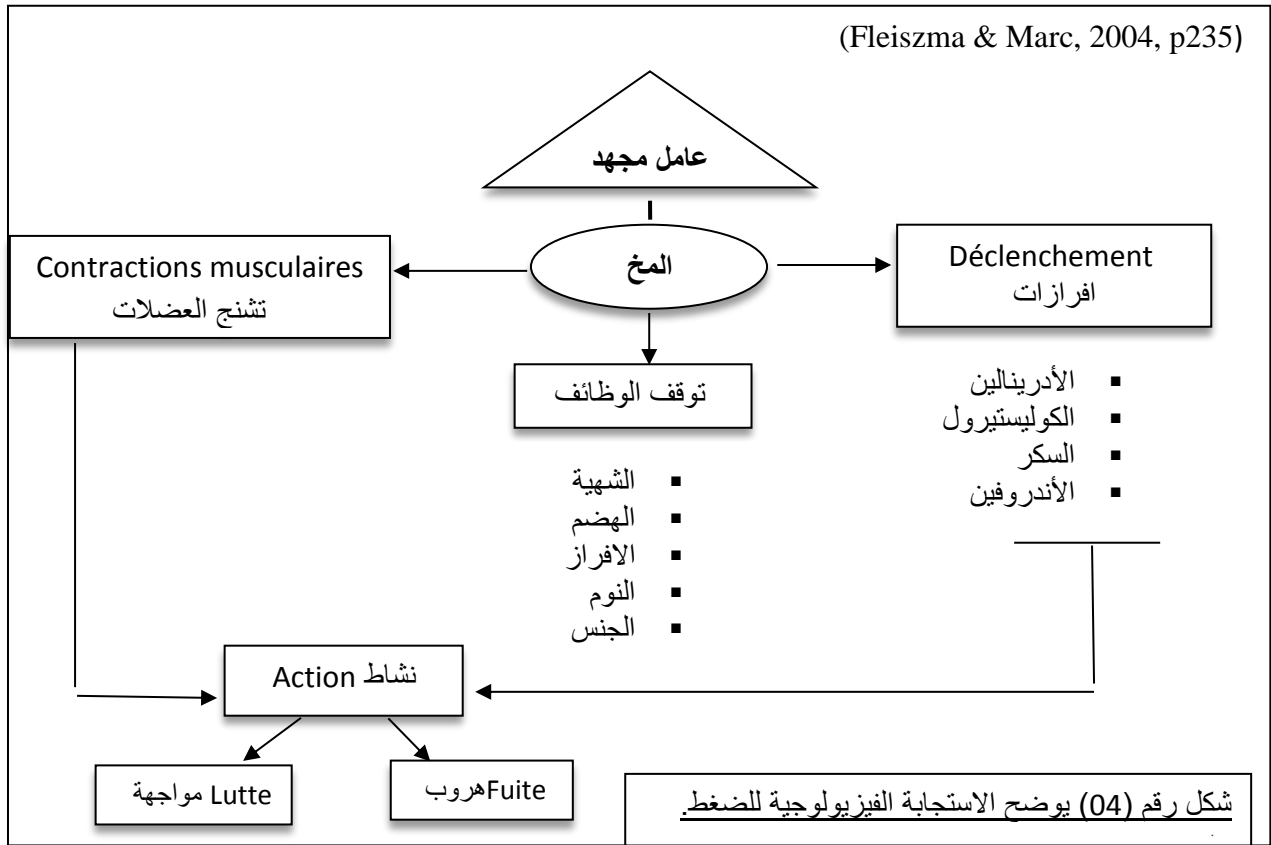 (Fleiszma & Marc, 2004, p235)
عامل مجهد
المخ
Déclenchement
افرازات
Contractions musculaires
تشنج العضلات
توقف الوظائف
الأدرينالين
الكوليستيرول
السكر
الأندروفين
الشهية
الهضم
الافراز
النوم
الجنس
نشاط Action
Fuiteهروب
Lutte مواجهة
شكل رقم (04) يوضح الاستجابة الفيزيولوجية للضغط.